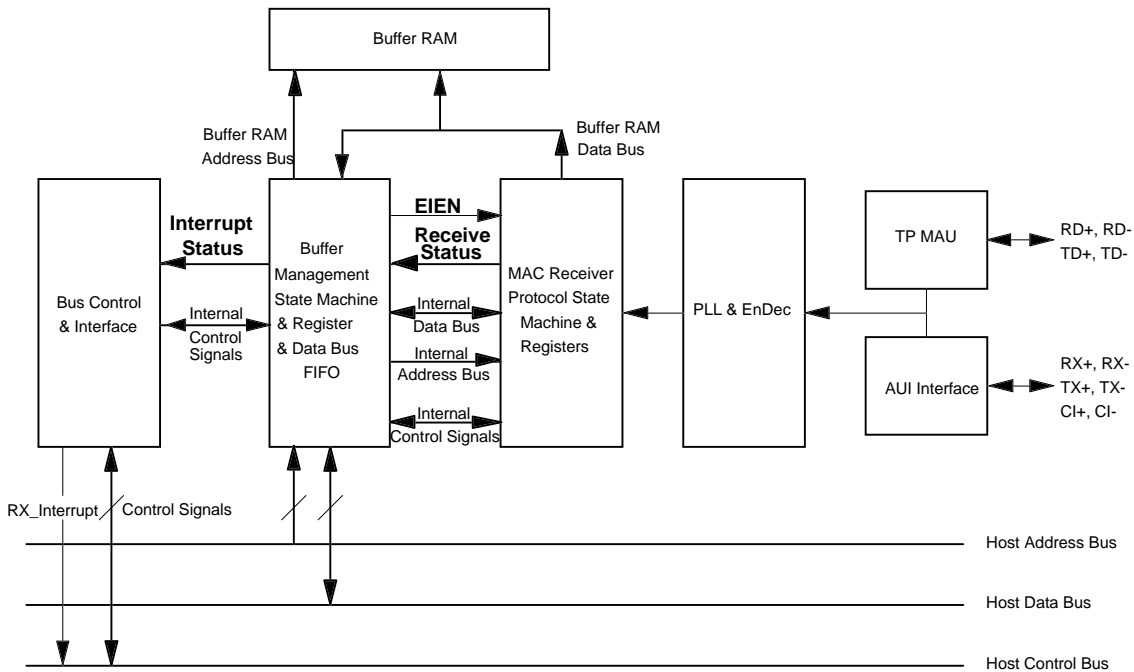 Buffer RAM
Buffer RAM
Address Bus
Buffer RAM
Data Bus
Interrupt
Status
Bus Control
& Interface
Internal
Control
Signals
Buffer
Management
State Machine
& Register
& Data Bus
FIFO
EIEN
Receive
Status
Internal
Data Bus
Internal
Address Bus
Internal
Control Signals
MAC Receiver
Protocol State
Machine &
Registers
PLL & EnDec
TP MAU
RD+, RD-
TD+, TD-
AUI Interface
RX+, RX-
TX+, TX-
CI+, CI-
RX_Interrupt
Control Signals
Host Address Bus
Host Data Bus
Host Control Bus